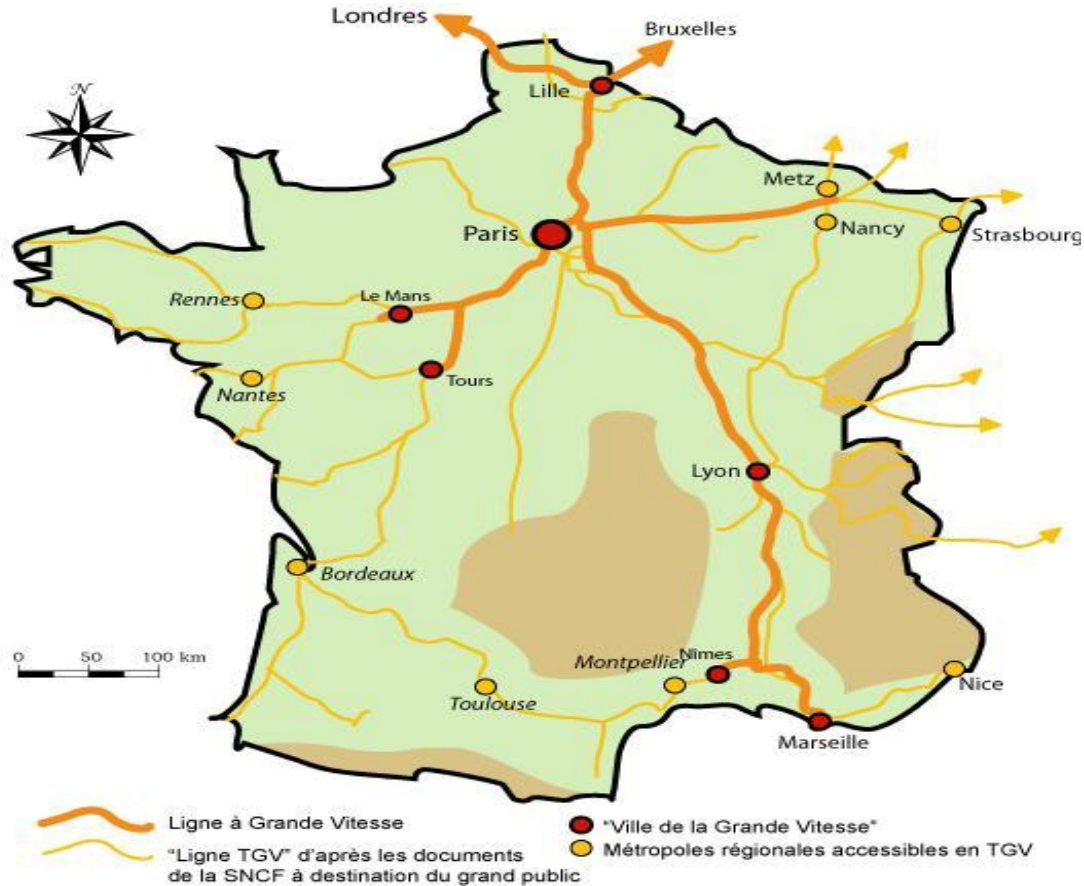 Londres
Bruxelles
N
Lille
Metz
Paris
Nancy
Strasbourg
Rennes
Le Mans
Nantes
Tours
Lyon
Bordeaux
0 50 100 km
Nîmes
Montpellier
Nice
Toulouse
Marseille
Ligne à Grande Vitesse
"Ville de la Grande Vitesse"
"Ligne TGV" d'après les documents
de la SNCF à destination du grand public
Métropoles régionales accessibles en TGV